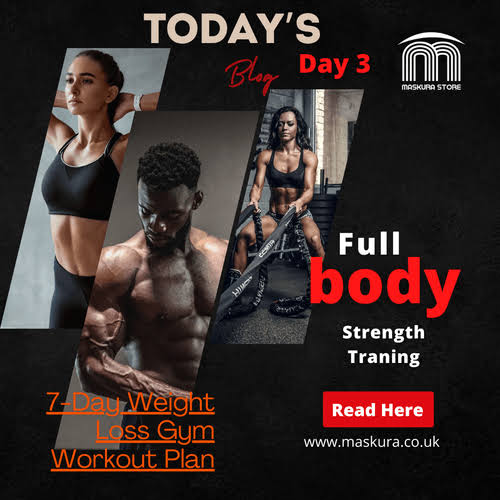 TODAY'S
Blog
Day 3
MASKURA STORE
Full
body
Strength
Traning
7-Day Weight
Loss Gym
Workout Plan
Read Here
www.maskura.co.uk